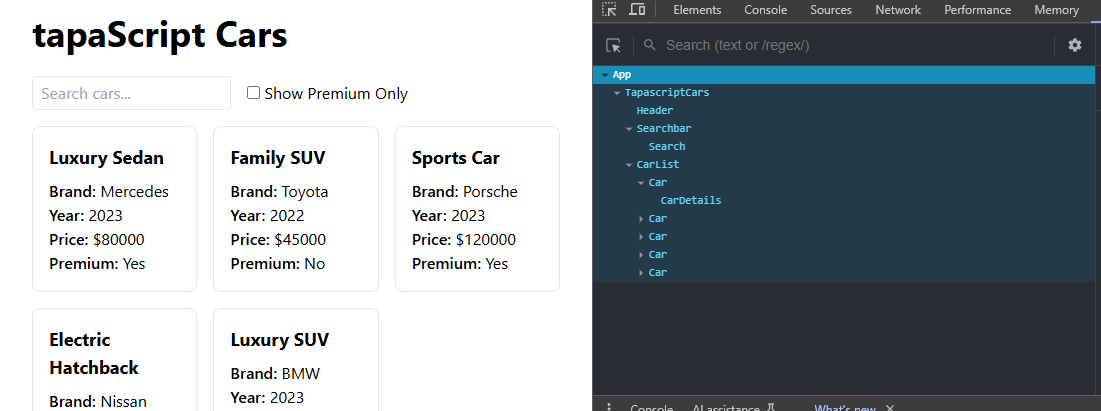 tapaScript Cars
Search cars...
Show Premium Only
Luxury Sedan
Brand: Mercedes
Year: 2023
Price: $80000
Premium: Yes
Family SUV
Brand: Toyota
Year: 2022
Price: $45000
Premium: No
Sports Car
Brand: Porsche
Year: 2023
Price: $120000
Premium: Yes
Electric
Hatchback
Brand: Nissan
Luxury SUV
Brand: BMW
Year: 2023
Elements Console Sources Network Performance Memory
Search (text or /regex/)
App
TapascriptCars
Header
Searchbar
Search
CarList
Car
CarDetails
Car
Car
Car
Car
Console AI assistance What's new